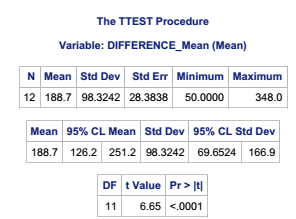 The TTEST Procedure
Variable: DIFFERENCE_Mean (Mean)
N Mean Std Dev Std Err Minimum Maximum
12 188.7 98.3242 28.3838 50.0000 348.0
Mean 95% CL Mean Std Dev 95% CL Std Dev
188.7 126.2 251.2 98.3242 69.6524 166.9
DF t Value Pr > |t|
11 6.65 <.0001